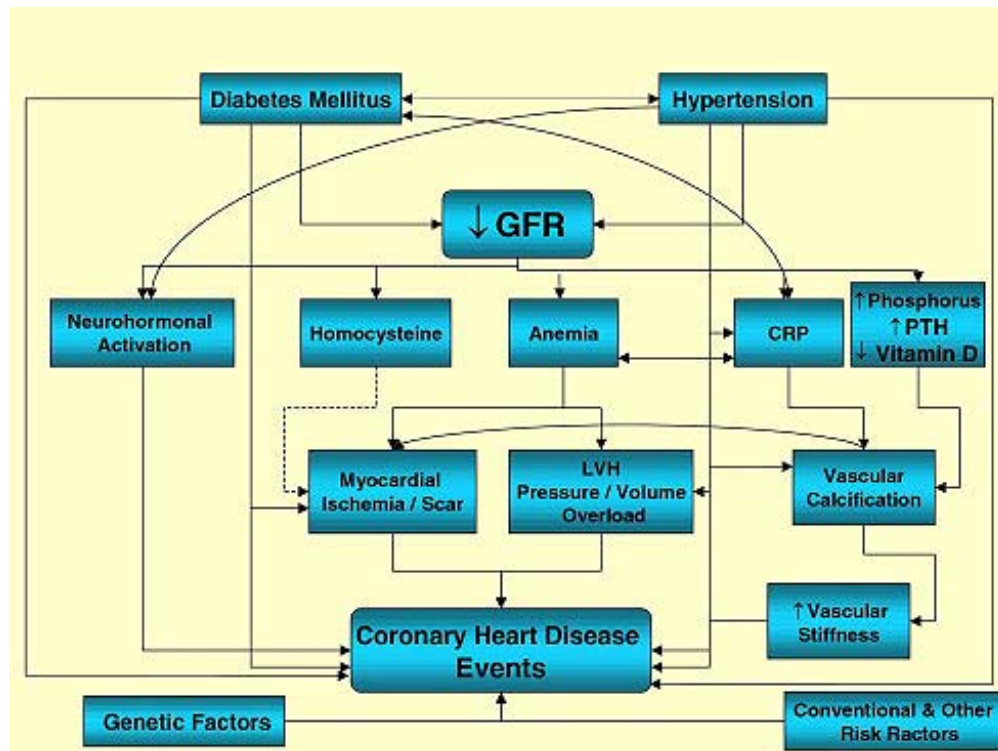 Diabetes Mellitus
Hypertension
↓ GFR
Neurohormonal
Activation
Homocysteine
Anemia
CRP
↑Phosphorus
↑PTH
↓ Vitamin D
Myocardial
Ischemia / Scar
LVH
Pressure / Volume
Overload
Vascular
Calcification
↑Vascular
Stiffness
Coronary Heart Disease
Events
Genetic Factors
Conventional & Other
Risk Ractors